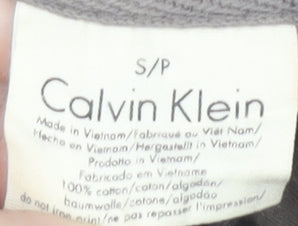 S/P
Calvin Klein
Made in Vietnam/Fabriqué au Viêt Nam/
Hecho en Vietnam/Hergestellt in Vietnam/
Prodotto in Vietnam/
Fabricado em Vietname
100% cotton/coton/algodón/
baumwolle/cotone/algodão
do not iron print/ne pas repasser l'impression/